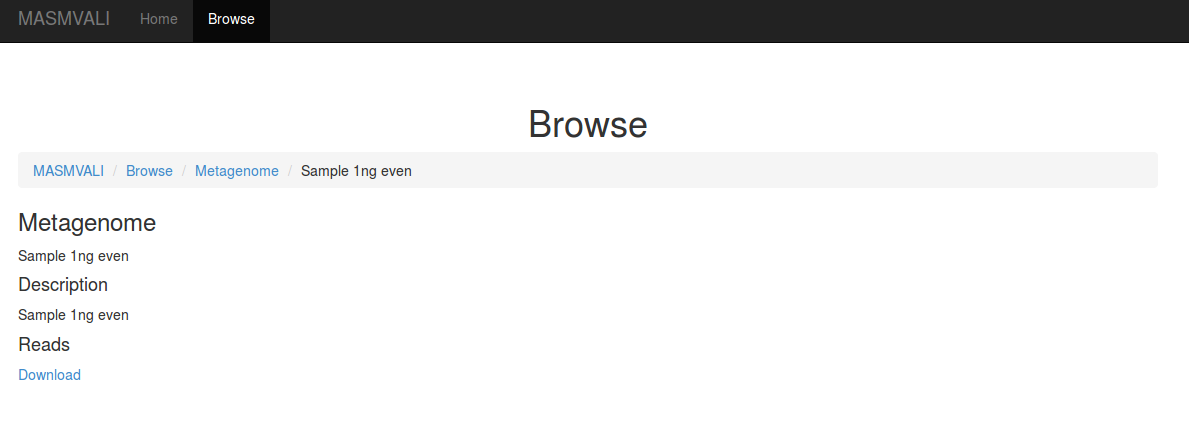 MASMVALI Home Browse
Browse
MASMVALI / Browse / Metagenome / Sample 1ng even
Metagenome
Sample 1ng even
Description
Sample 1ng even
Reads
Download